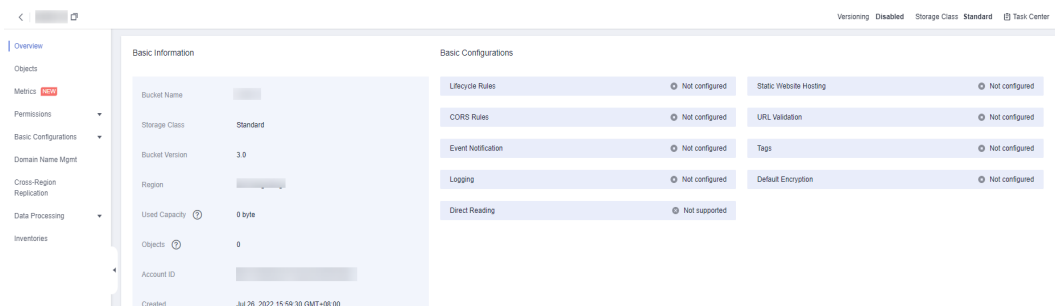 Versioning Disabled Storage Class Standard Task Center
Overview
Objects
Metrics NEW
Permissions
Basic Configurations
Domain Name Mgmt
Cross-Region
Replication
Data Processing
Inventories
Basic Information
Bucket Name
Storage Class Standard
Bucket Version 3.0
Region
Used Capacity ? 0 byte
Objects ? 0
Account ID
Created Jul 26, 2022 15:59:30 GMT+08:00
Basic Configurations
Lifecycle Rules Not configured
Static Website Hosting Not configured
CORS Rules Not configured
URL Validation Not configured
Event Notification Not configured
Tags Not configured
Logging Not configured
Default Encryption Not configured
Direct Reading Not supported